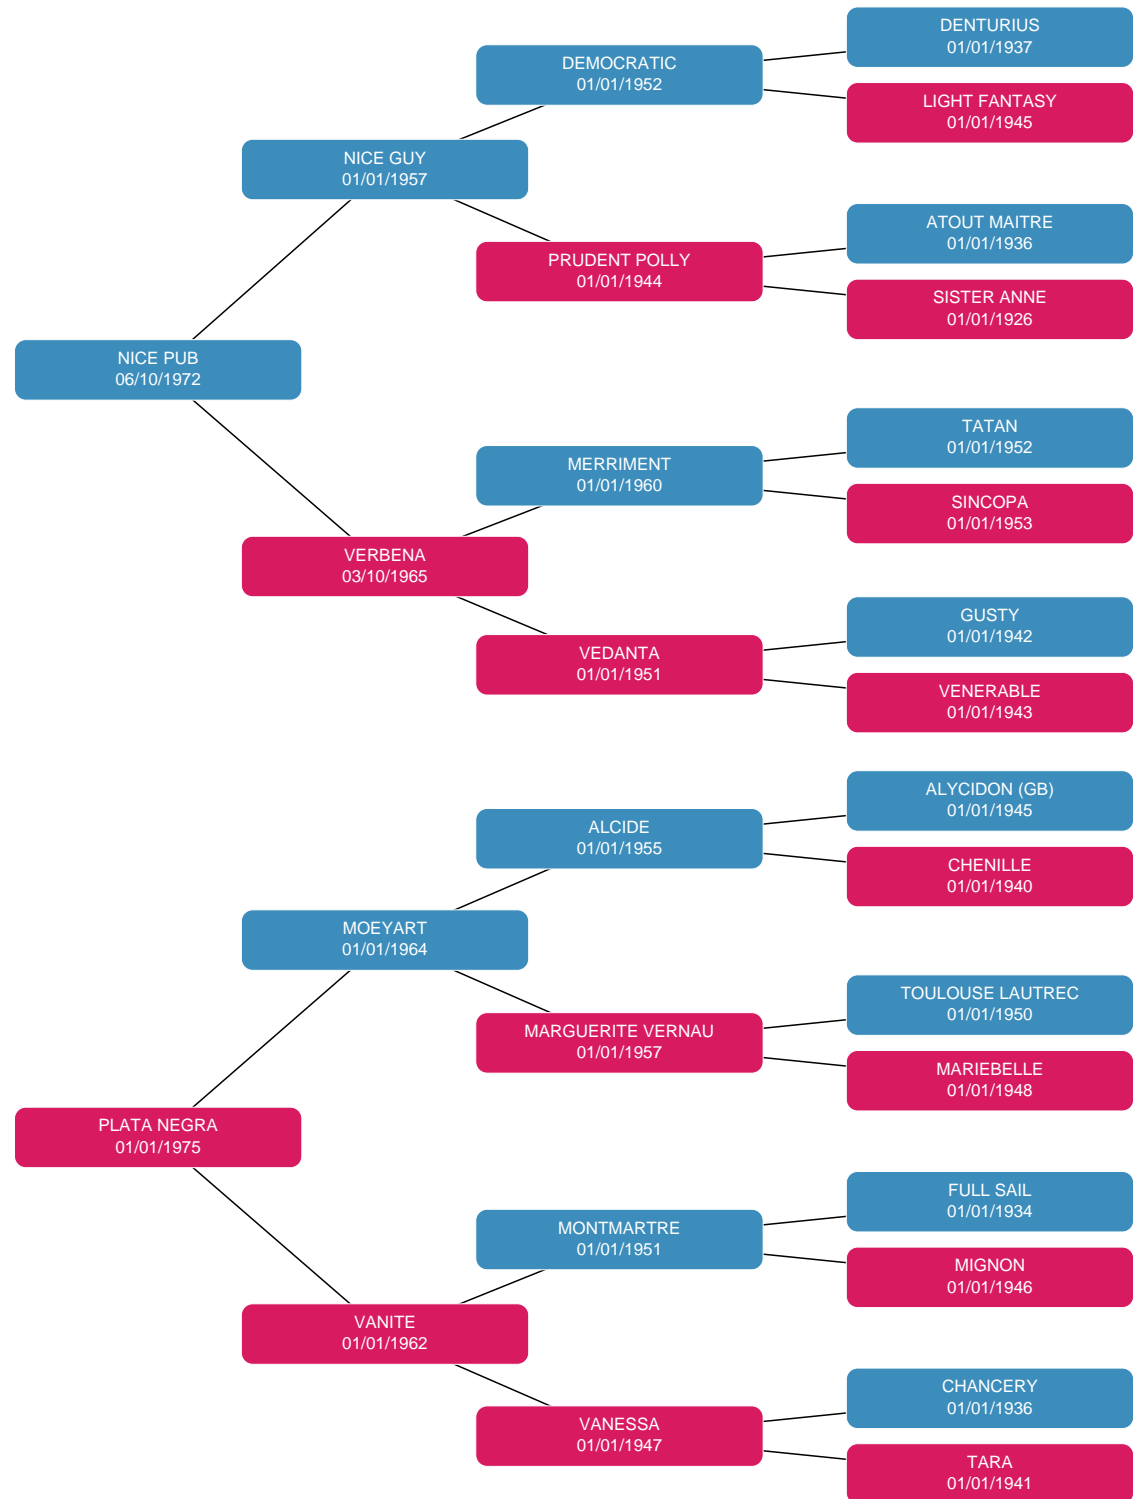 DENTURIUS
01/01/1937
DEMOCRATIC
01/01/1952
LIGHT FANTASY
01/01/1945
NICE GUY
01/01/1957
ATOUT MAITRE
01/01/1936
PRUDENT POLLY
01/01/1944
SISTER ANNE
01/01/1926
NICE PUB
06/10/1972
TATAN
01/01/1952
MERRIMENT
01/01/1960
SINCOPA
01/01/1953
VERBENA
03/10/1965
GUSTY
01/01/1942
VEDANTA
01/01/1951
VENERABLE
01/01/1943
ALYCIDON (GB)
01/01/1945
ALCIDE
01/01/1955
CHENILLE
01/01/1940
MOEYART
01/01/1964
TOULOUSE LAUTREC
01/01/1950
MARGUERITE VERNAU
01/01/1957
MARIEBELLE
01/01/1948
PLATA NEGRA
01/01/1975
FULL SAIL
01/01/1934
MONTMARTRE
01/01/1951
MIGNON
01/01/1946
VANITE
01/01/1962
CHANCERY
01/01/1936
VANESSA
01/01/1947
TARA
01/01/1941